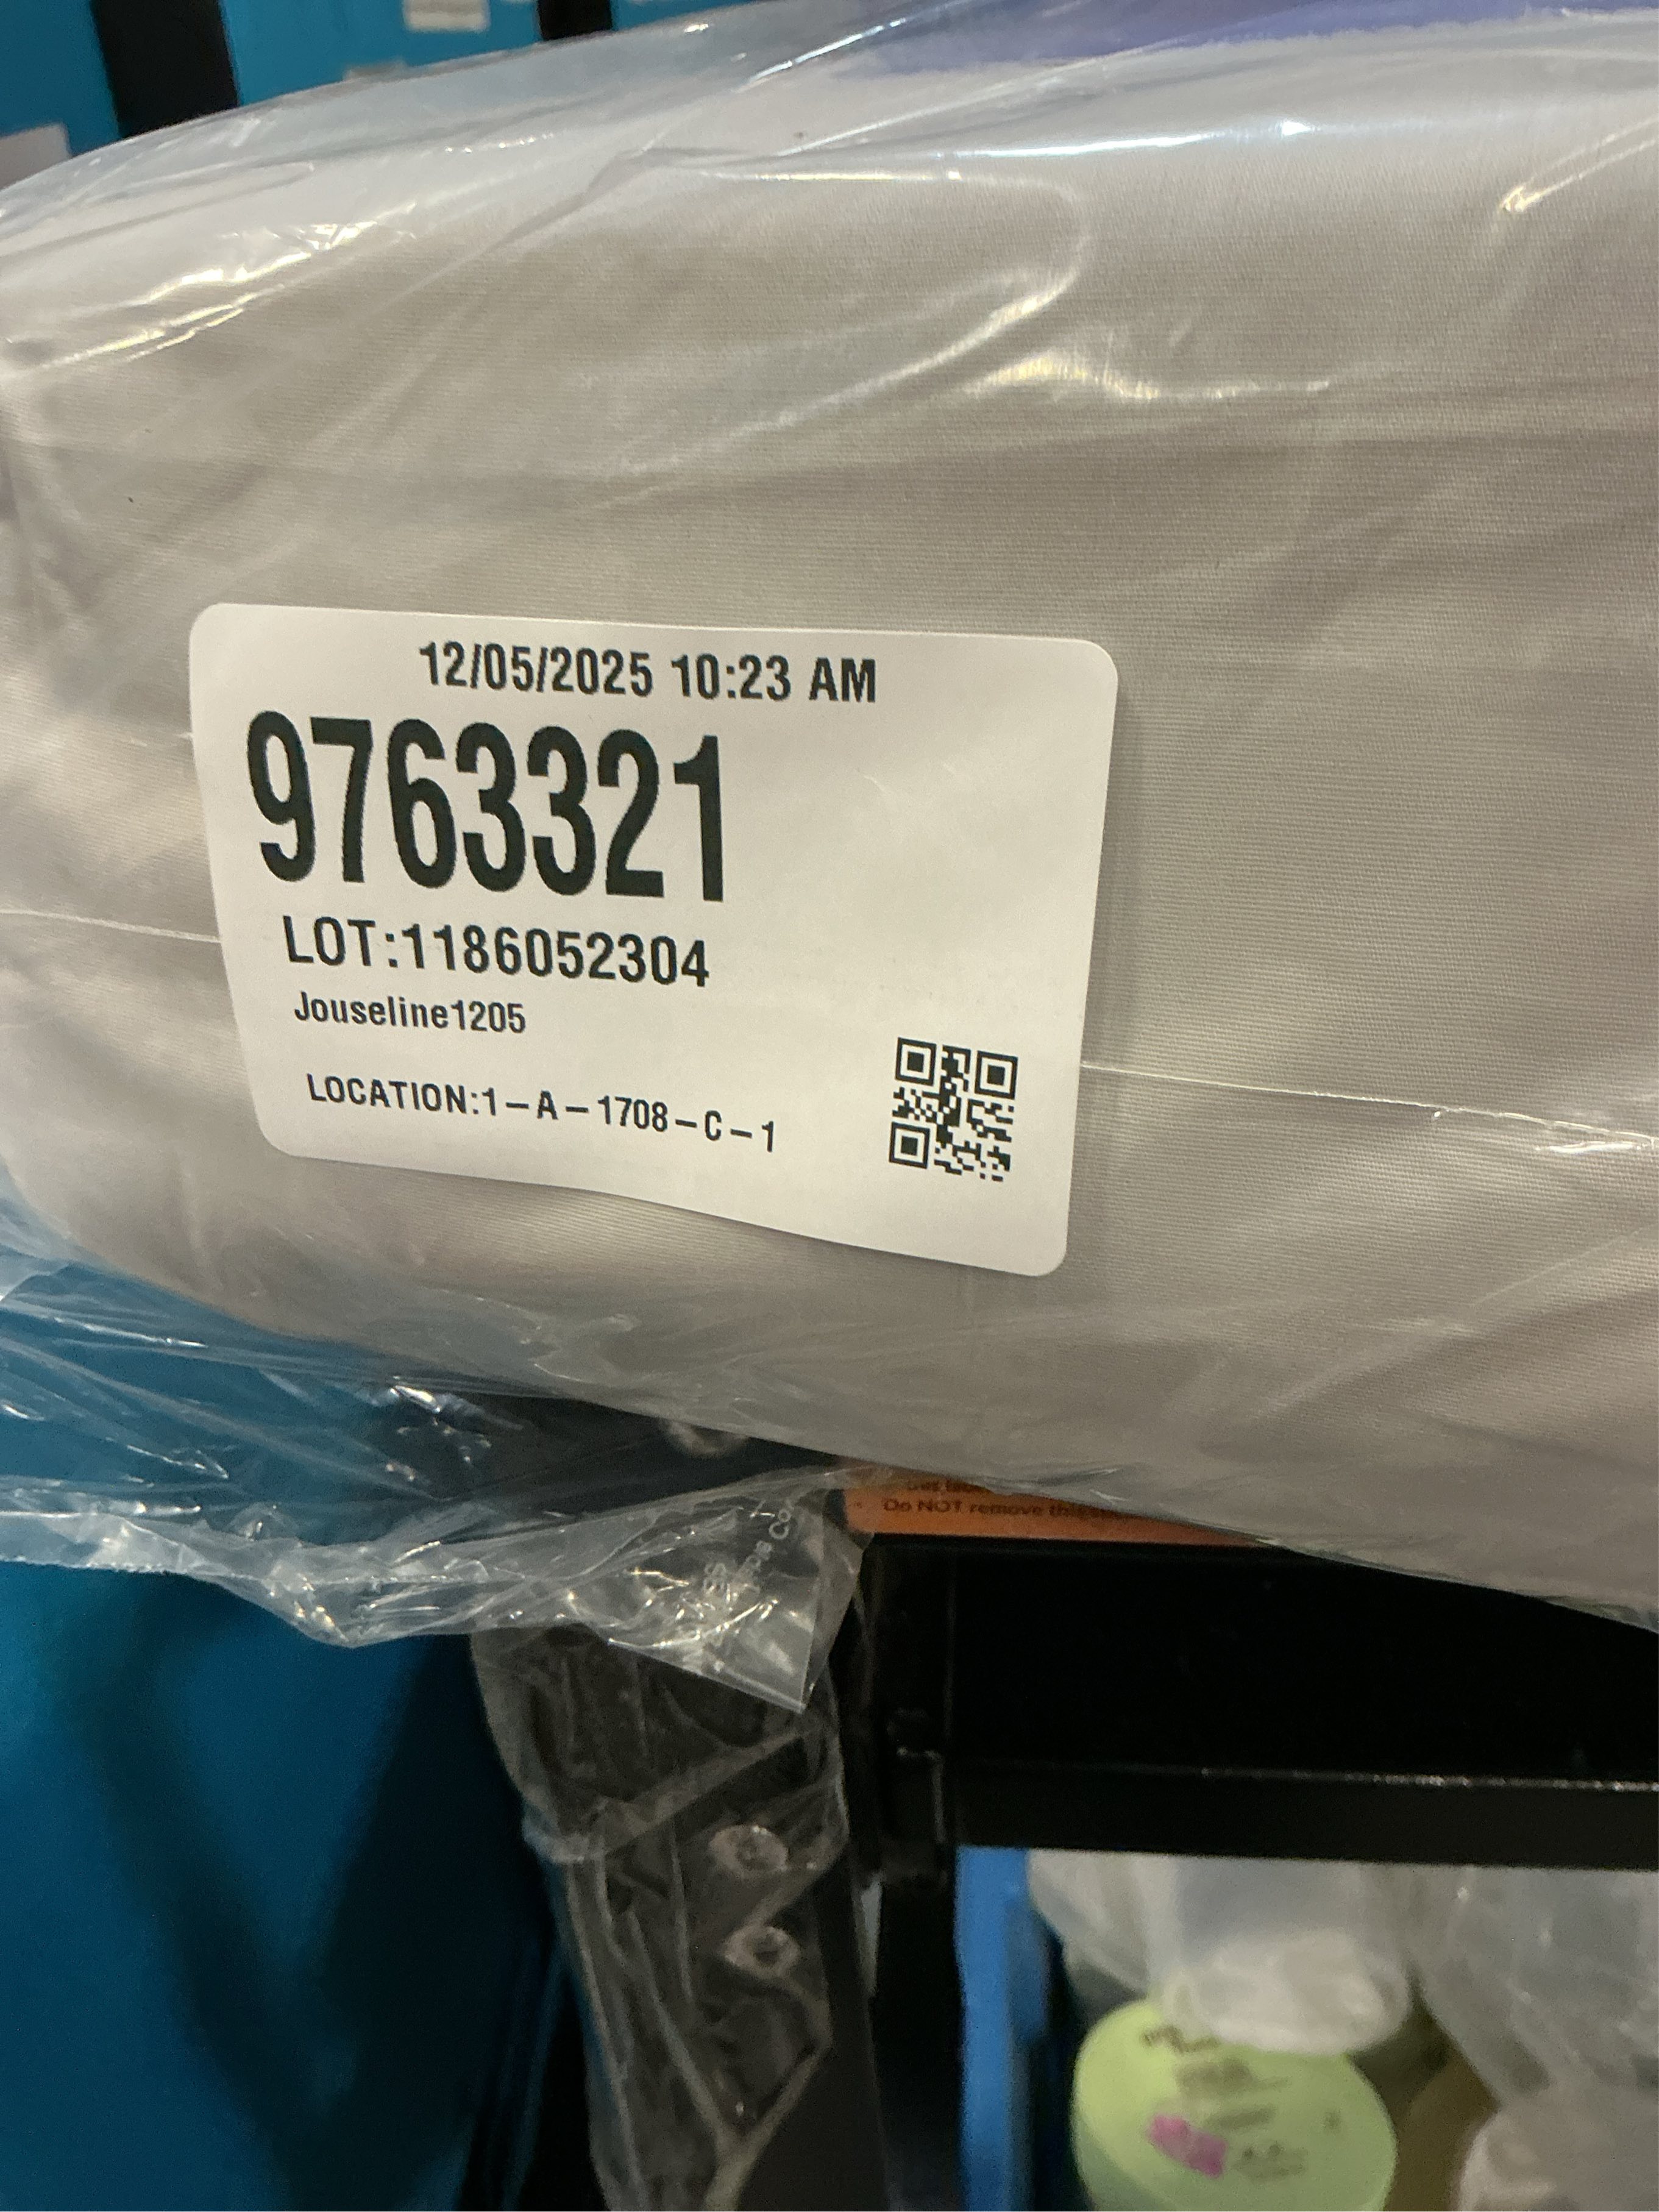 12/05/2025 10:23 AM
9763321
LOT:1186052304
Jouseline1205
LOCATION:1-A-1708-C-1
Do NOT remove this